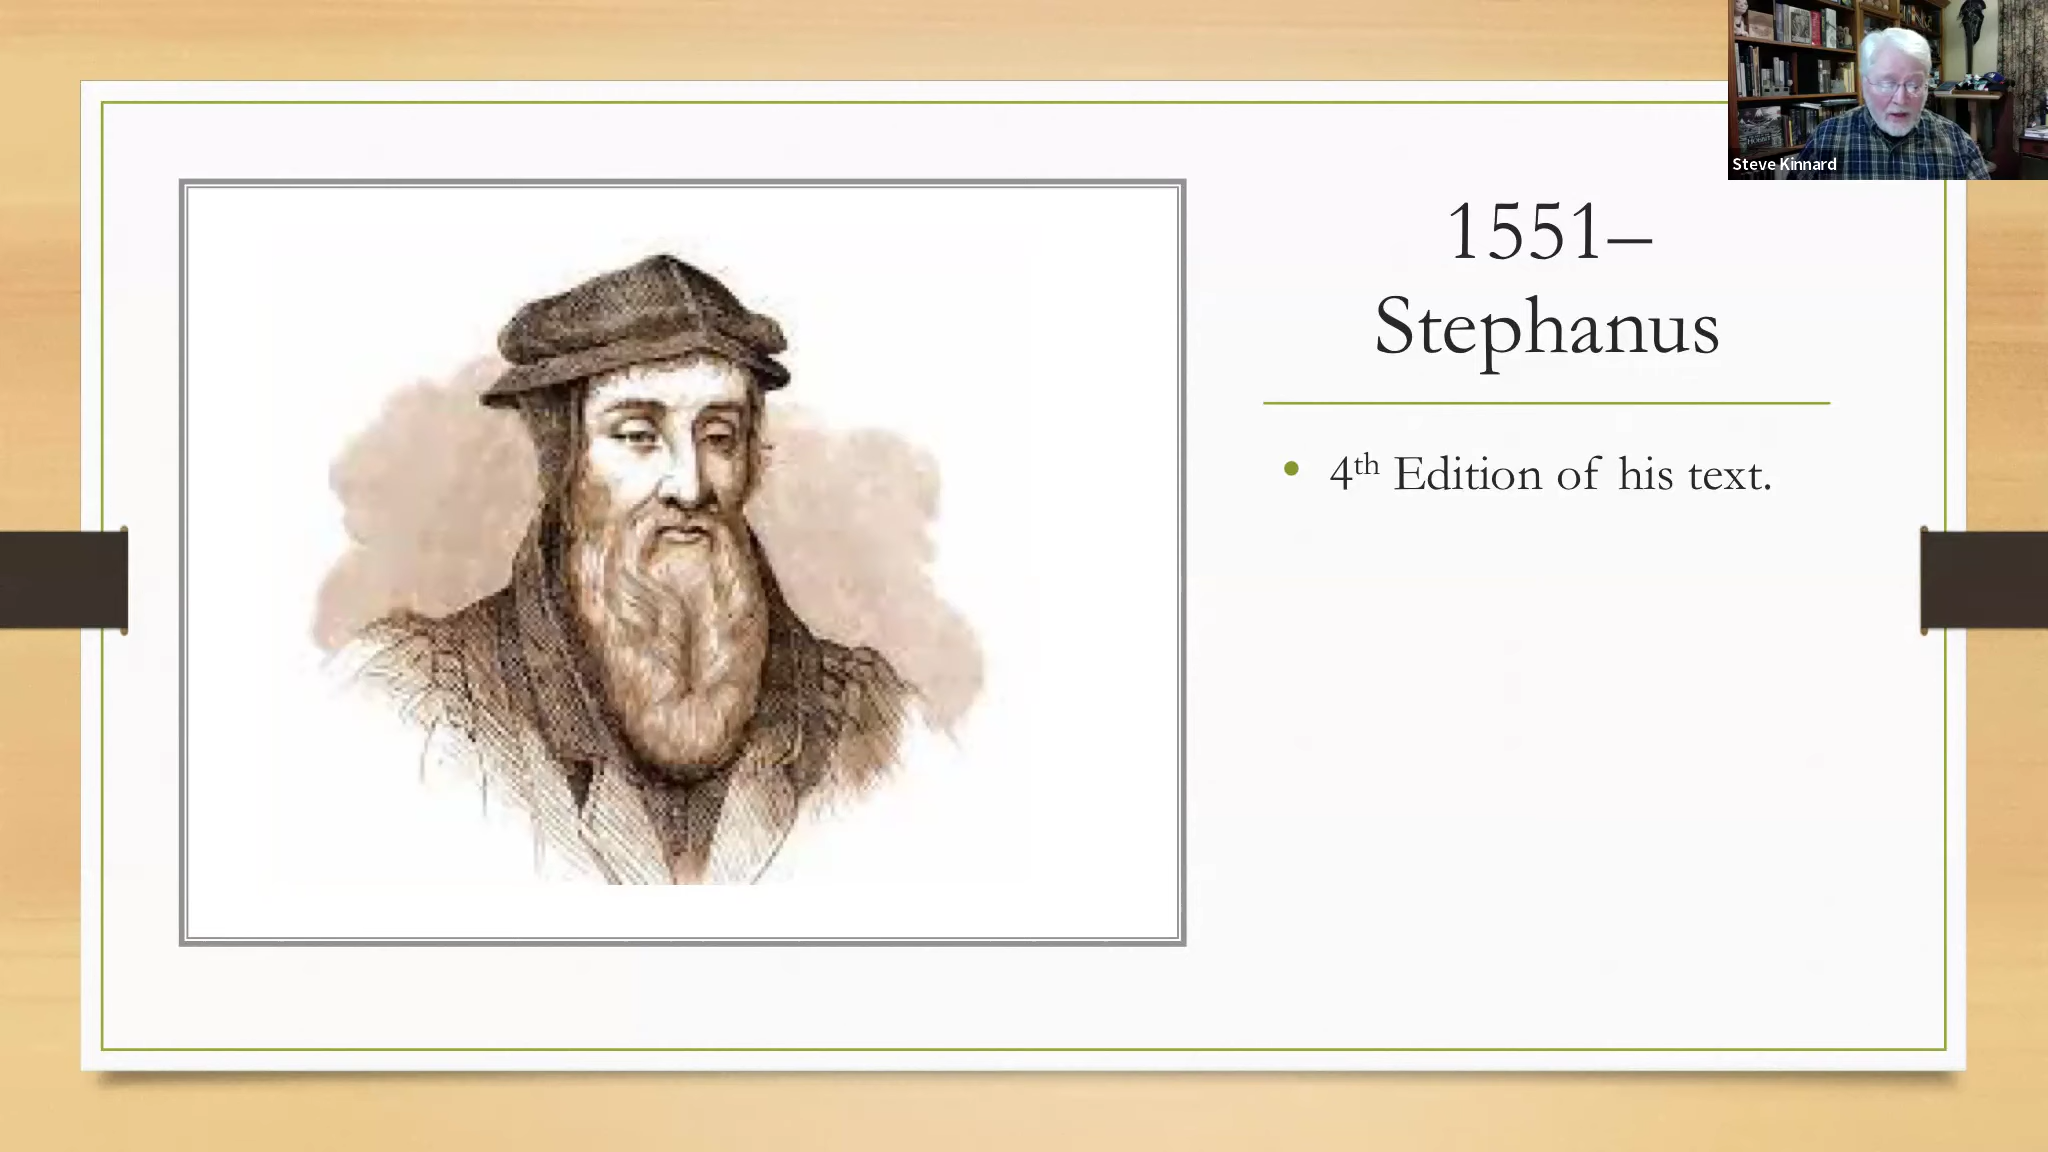 Steve Kinnard
1551–
Stephanus
• 4th Edition of his text.